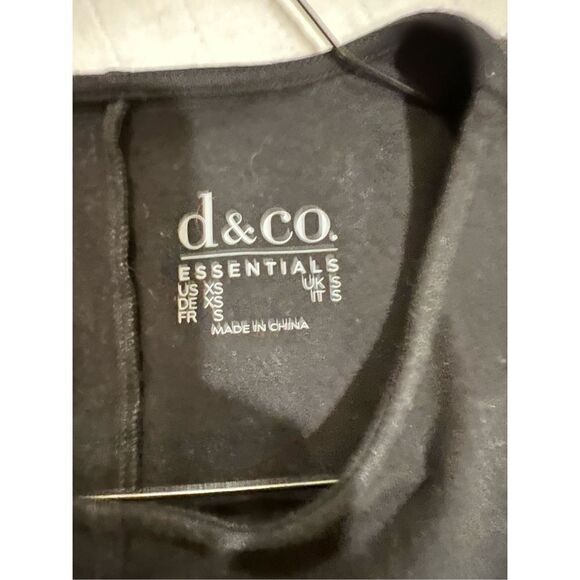 d&co.
ESSENTIALS
US XS UK S
DE XS IT S
FR S
MADE IN CHINA